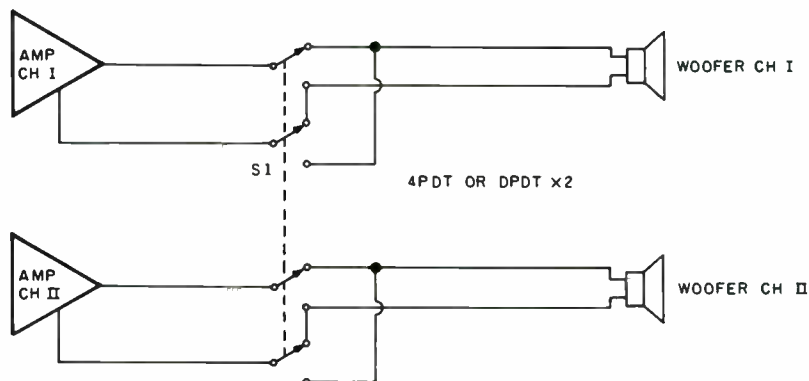 AMP
CH I
WOOFER CH I
S1
4PDT OR DPDT ×2
AMP
CH II
WOOFER CH II